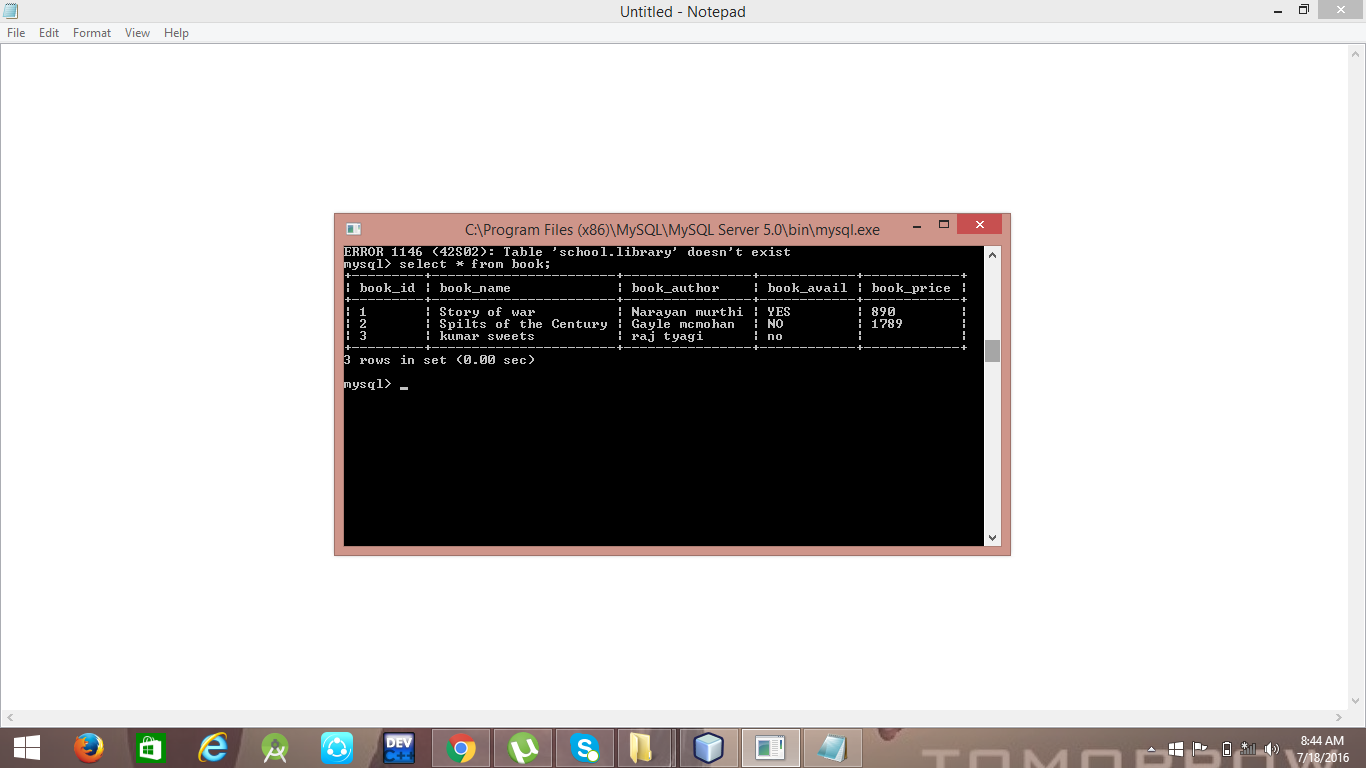 Untitled - Notepad
File Edit Format View Help
C:\Program Files (x86)\MySQL\MySQL Server 5.0\bin\mysql.exe
ERROR 1146 (42S02): Table 'school.library' doesn't exist
mysql> select * from book;
+---------+-----------------------+----------------+------------+------------+
| book_id | book_name | book_author | book_avail | book_price |
+---------+-----------------------+----------------+------------+------------+
| 1 | Story of war | Narayan murthi | YES | 890 |
| 2 | Spilts of the Century | Gayle mcmohan | NO | 1789 |
| 3 | kumar sweets | raj tyagi | no | |
+---------+-----------------------+----------------+------------+------------+
3 rows in set (0.00 sec)
mysql> _
DEV
C++
TOMORROW
8:44 AM
7/18/2016